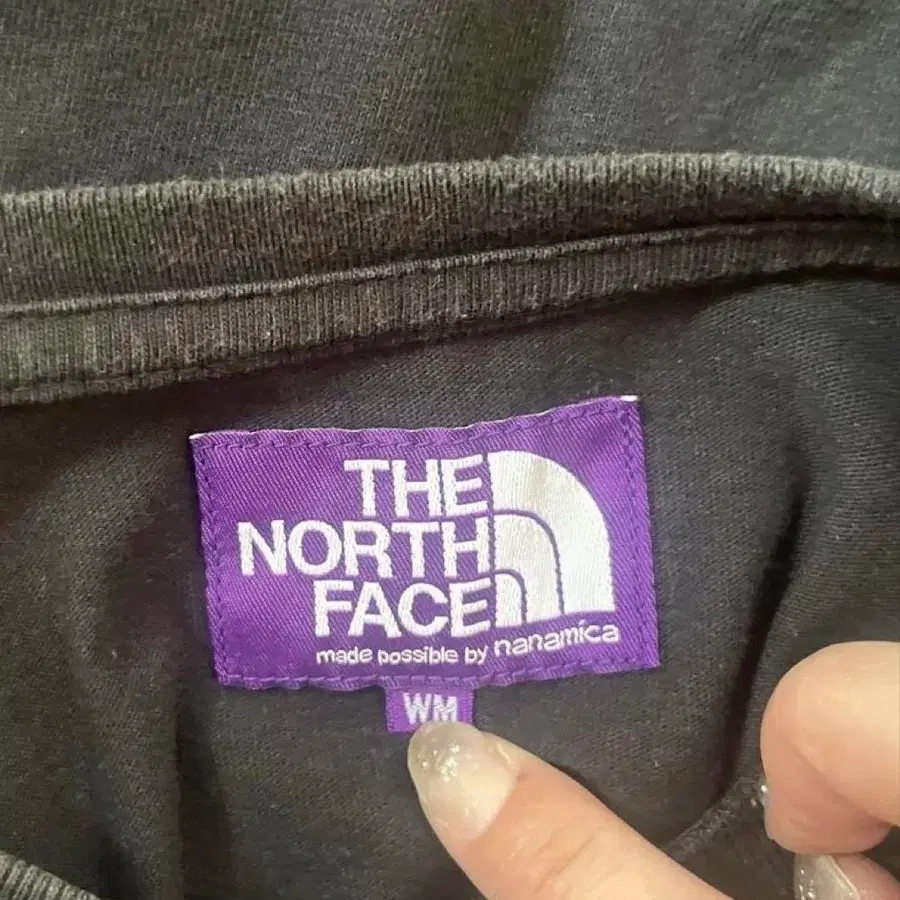 THE
NORTH
FACE
made possible by nanamica
WM